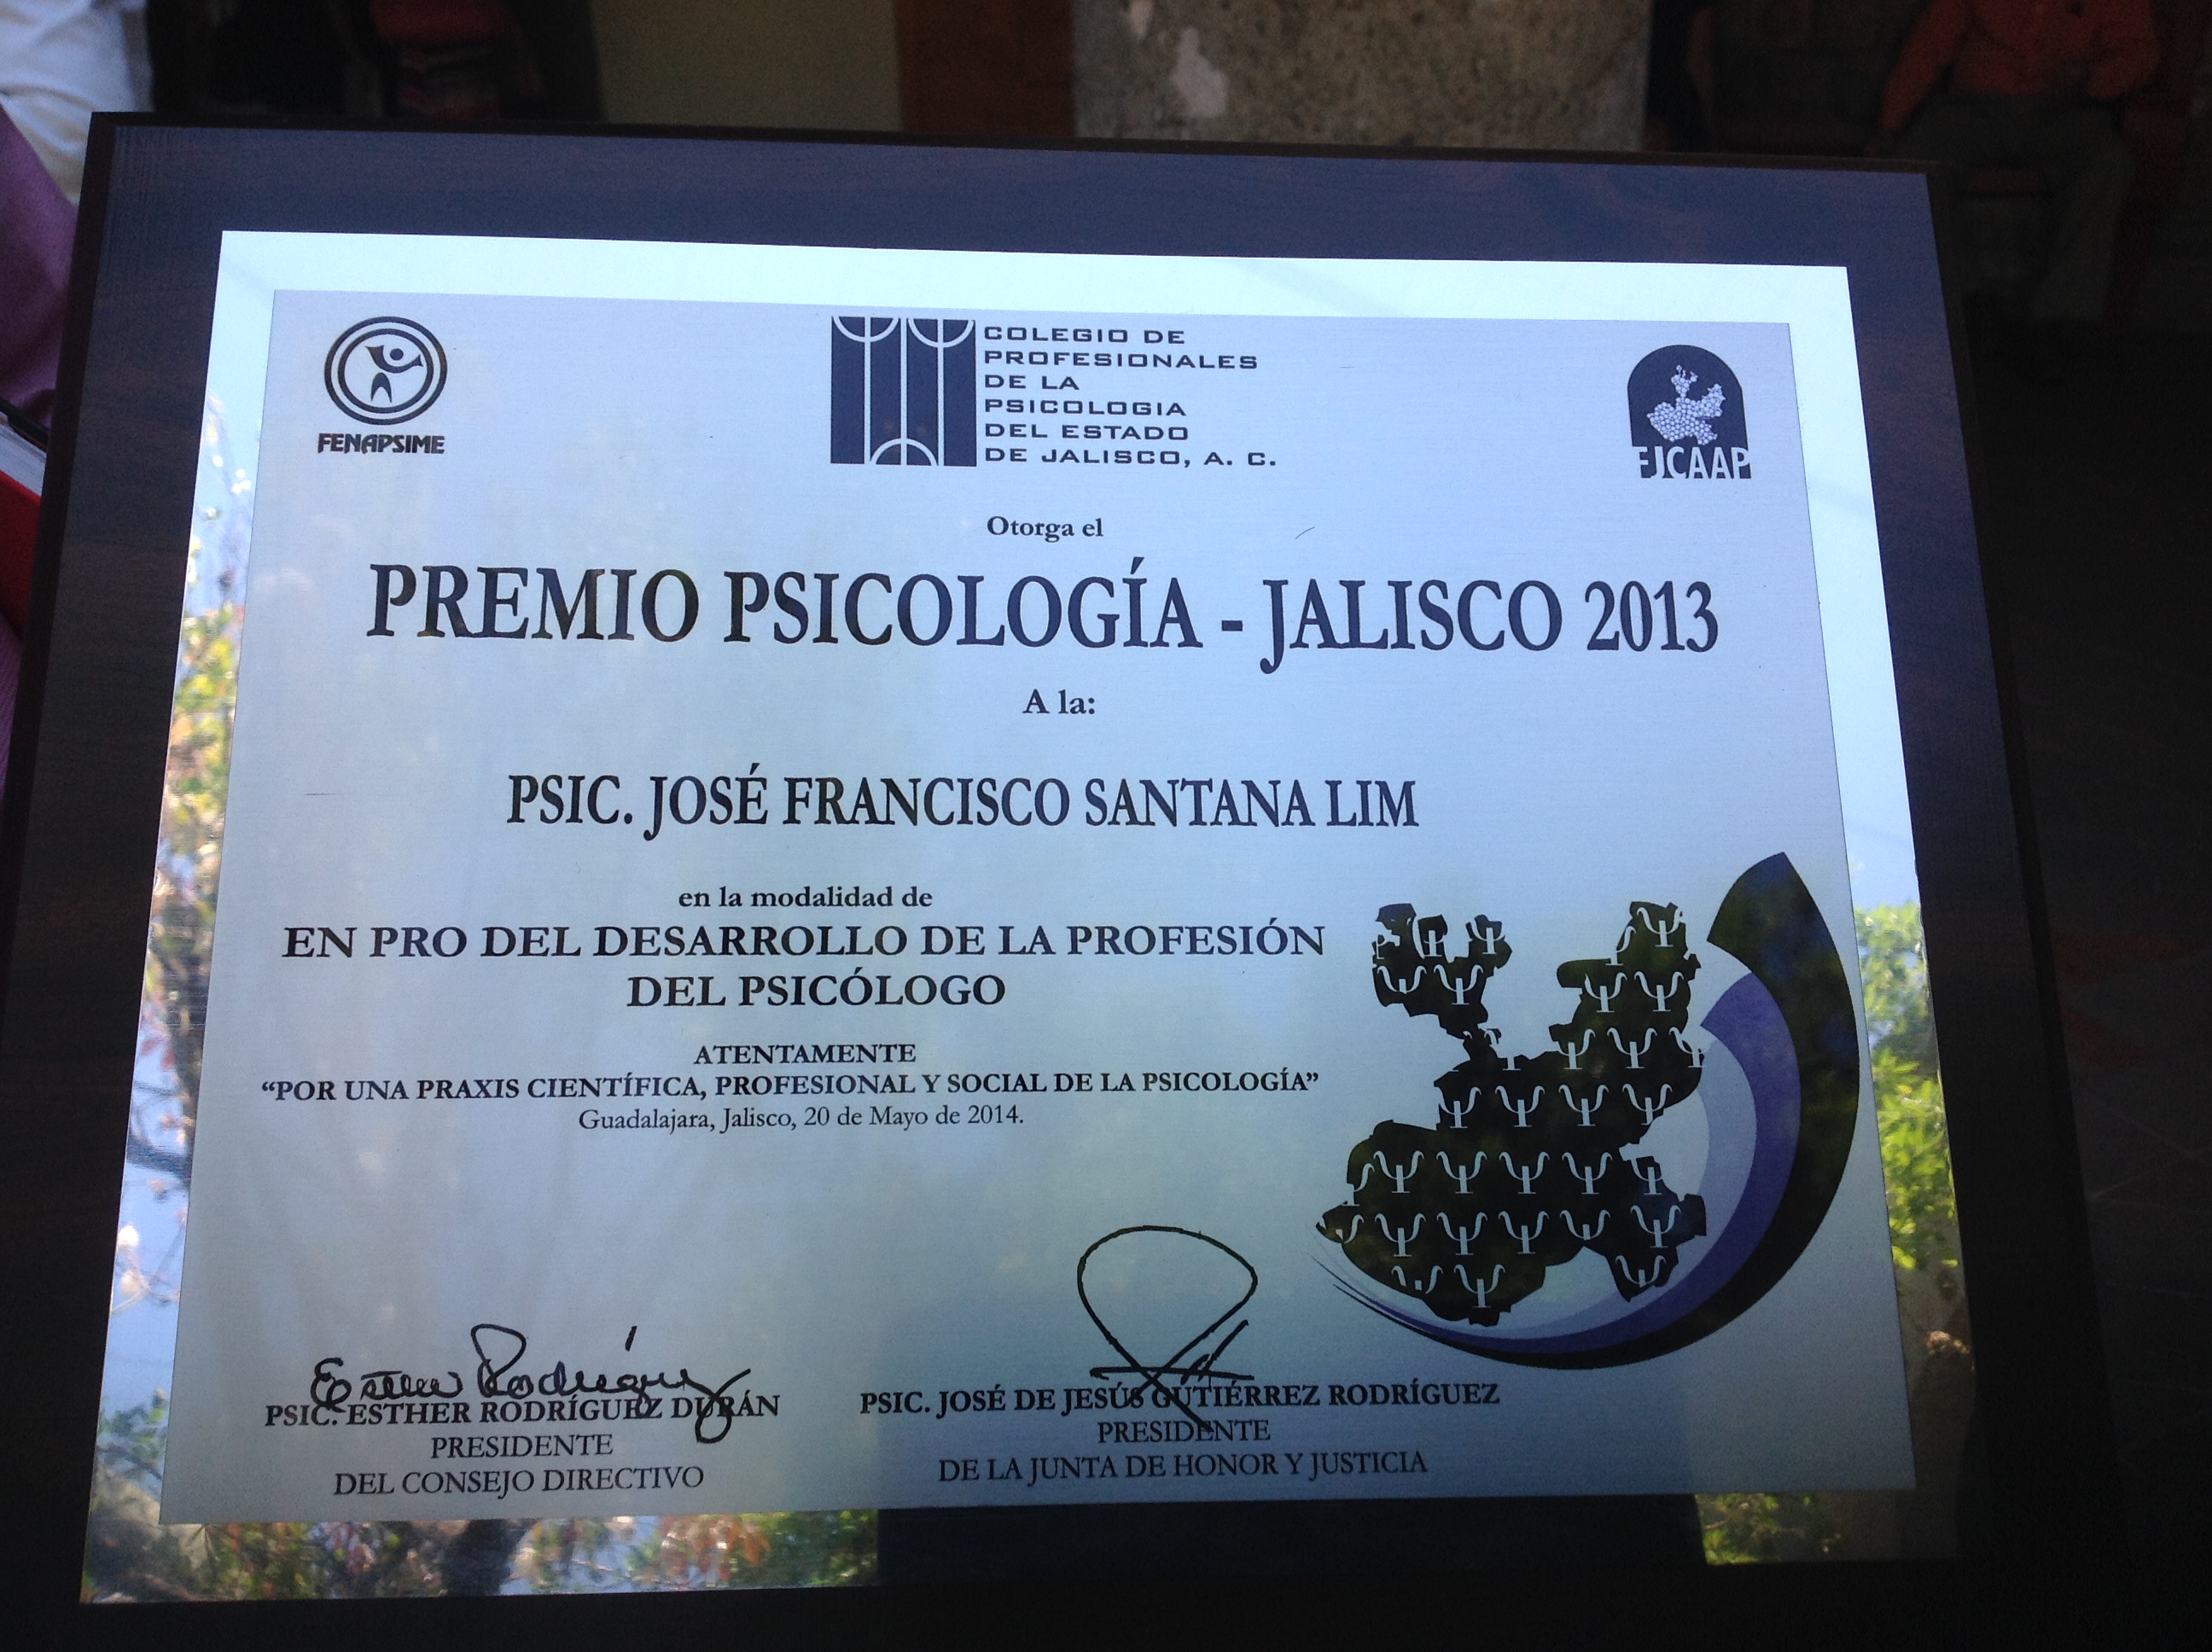 FENAPSIME
COLEGIO DE
PROFESIONALES
DE LA
PSICOLOGIA
DEL ESTADO
DE JALISCO, A. C.
FJCAAP
Otorga el
PREMIO PSICOLOGÍA - JALISCO 2013
A la:
PSIC. JOSÉ FRANCISCO SANTANA LIM
en la modalidad de
EN PRO DEL DESARROLLO DE LA PROFESIÓN
DEL PSICÓLOGO
ATENTAMENTE
“POR UNA PRAXIS CIENTÍFICA, PROFESIONAL Y SOCIAL DE LA PSICOLOGÍA”
Guadalajara, Jalisco, 20 de Mayo de 2014.
Esther Rodríguez
PSIC. ESTHER RODRÍGUEZ DURÁN
PRESIDENTE
DEL CONSEJO DIRECTIVO
PSIC. JOSÉ DE JESÚS GUTIÉRREZ RODRÍGUEZ
PRESIDENTE
DE LA JUNTA DE HONOR Y JUSTICIA